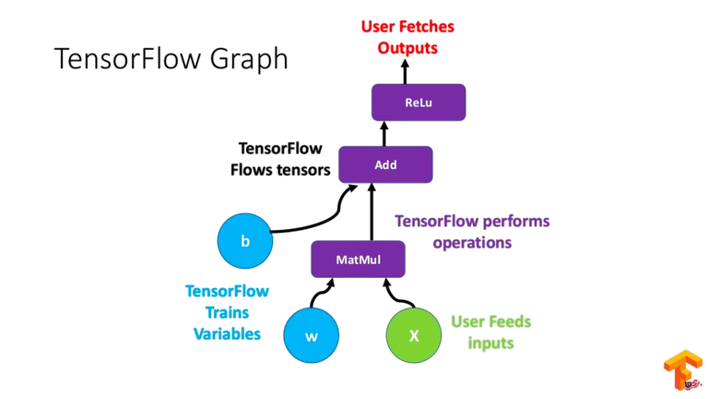 User Fetches
Outputs
TensorFlow Graph
ReLu
TensorFlow
Flows tensors
Add
b
TensorFlow performs
operations
MatMul
TensorFlow
Trains
Variables
w
X
User Feeds
inputs